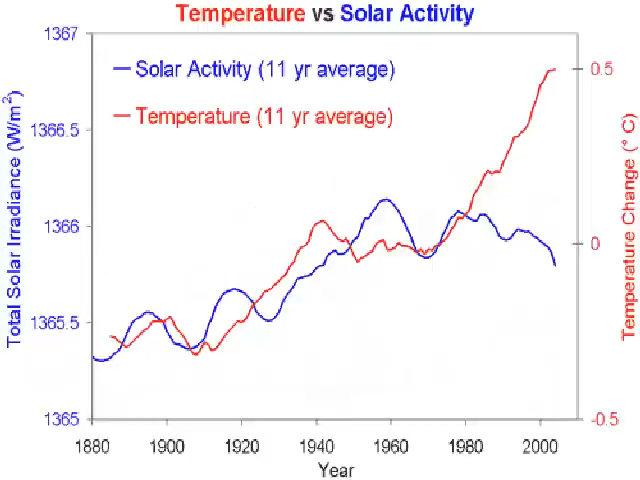 Temperature vs Solar Activity
1367
1366.5
1366
1365.5
1365
Total Solar Irradiance (W/m²)
Solar Activity (11 yr average)
Temperature (11 yr average)
0.5
0
-0.5
Temperature Change (° C)
1880 1900 1920 1940 1960 1980 2000
Year